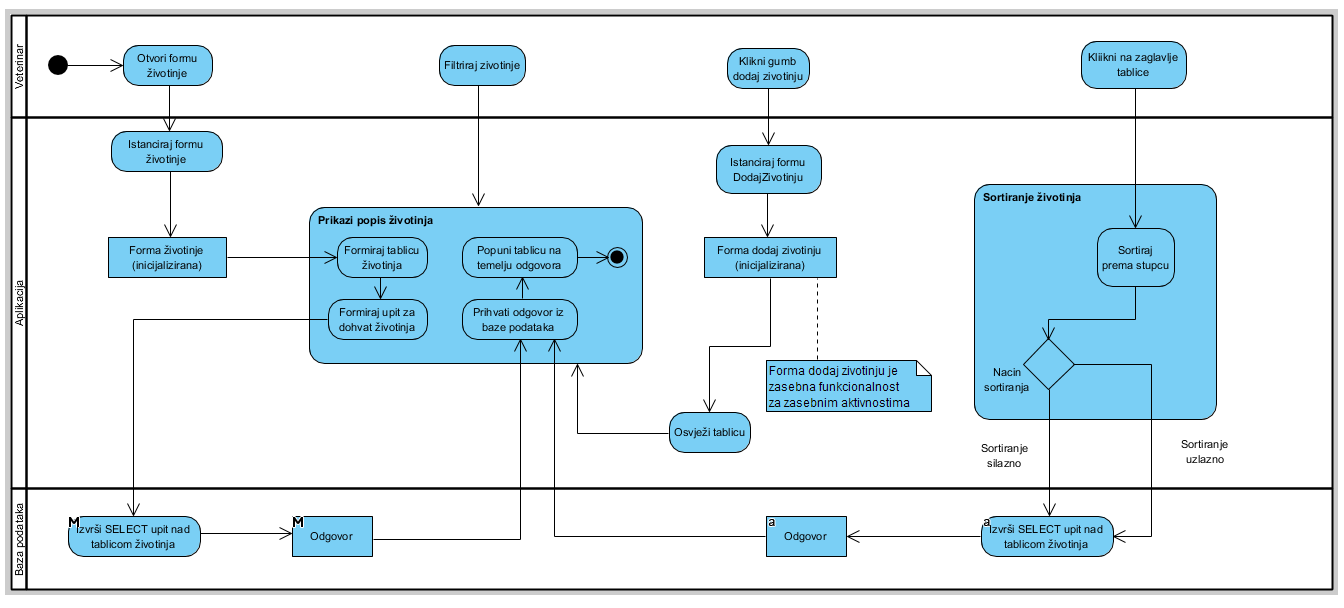 Veterinar
Otvori formu
životinje
Filtriraj zivotinje
Klikni gumb
dodaj zivotinju
Kliikni na zaglavlje
tablice
Aplikacija
Istanciraj formu
životinje
Forma životinje
(inicijalizirana)
Prikazi popis životinja
Formiraj tablicu
životinja
Formiraj upit za
dohvat životinja
Popuni tablicu na
temelju odgovora
Prihvati odgovor iz
baze podataka
Istanciraj formu
DodajZivotinju
Forma dodaj zivotinju
(inicijalizirana)
Forma dodaj zivotinju je
zasebna funkcionalnost
za zasebnim aktivnostima
Osvježi tablicu
Sortiranje životinja
Sortiraj
prema stupcu
Nacin
sortiranja
Sortiranje
silazno
Sortiranje
uzlazno
Baza podataka
M
Izvrši SELECT upit nad
tablicom životinja
M
Odgovor
a
Odgovor
a
Izvrši SELECT upit nad
tablicom životinja